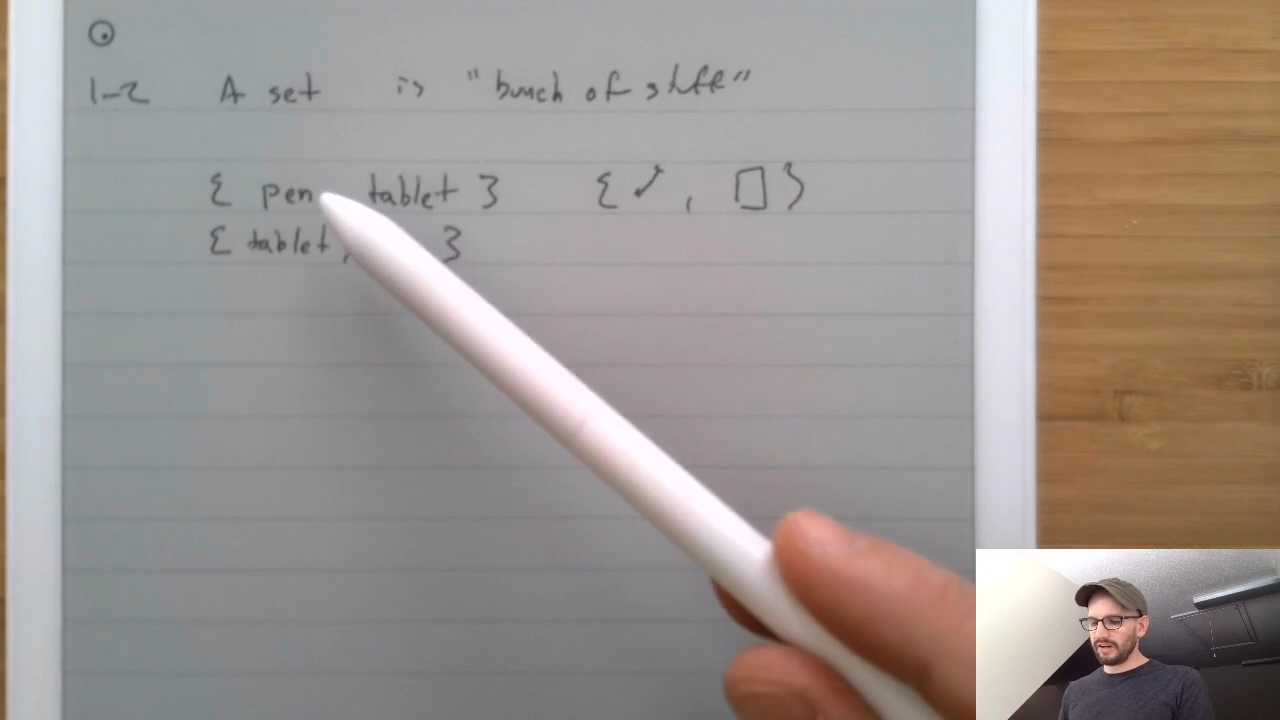 1-2 A set is "bunch of stuff"
{ pen, tablet } { , }
{ tablet, }